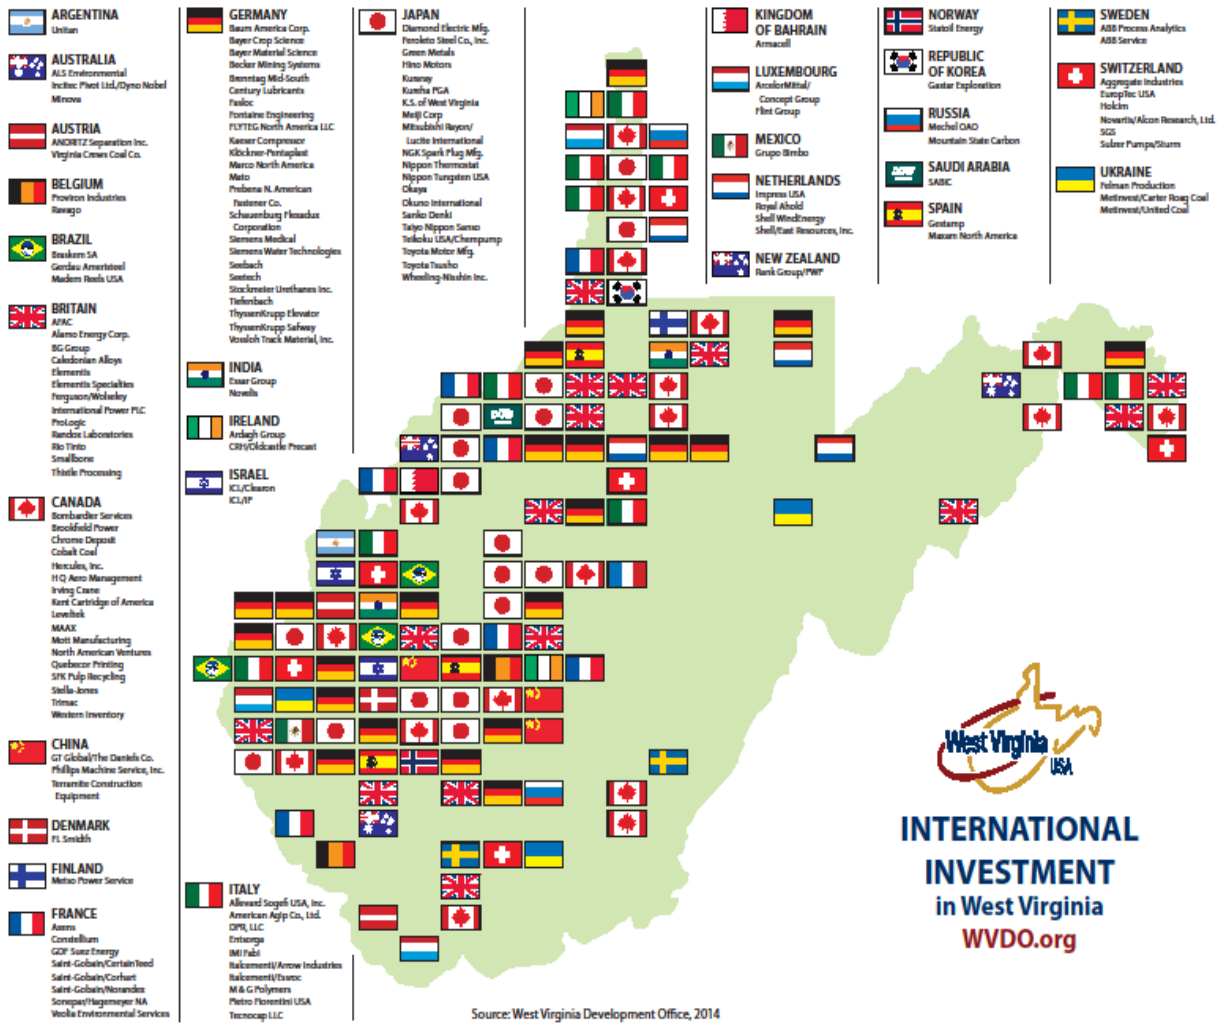 ARGENTINA
Unitan
AUSTRALIA
ALS Environmental
Incitec Pivot Ltd./Dyno Nobel
Minova
AUSTRIA
ANDRITZ Separation Inc.
Virginia Crews Coal Co.
BELGIUM
Proviron Industries
Ravago
BRAZIL
Braskem SA
Gerdau Ameristeel
Madem Reels USA
BRITAIN
APAC
Alamo Energy Corp.
BG Group
Caledonian Alloys
Elementis
Elementis Specialties
Ferguson/Wolseley
International Power PLC
ProLogic
Randox Laboratories
Rio Tinto
Smallbone
Thistle Processing
CANADA
Bombardier Services
Brookfield Power
Chrome Deposit
Cobalt Coal
Hercules, Inc.
HQ Aero Management
Irving Crane
Kent Cartridge of America
Leveltek
MAAX
Mott Manufacturing
North American Ventures
Quebecor Printing
SFK Pulp Recycling
Stella-Jones
Trimac
Western Inventory
CHINA
GT Global/The Daniels Co.
Phillips Machine Service, Inc.
Terramite Construction
Equipment
DENMARK
FL Smidth
FINLAND
Metso Power Service
FRANCE
Axens
Constellium
GDF Suez Energy
Saint-Gobain/CertainTeed
Saint-Gobain/Corhart
Saint-Gobain/Norandex
Sonepar/Hagemeyer NA
Veolia Environmental Services
GERMANY
Baum America Corp.
Bayer Crop Science
Bayer Material Science
Becker Mining Systems
Brenntag Mid-South
Century Lubricants
Fasloc
Fontaine Engineering
FLYTEG North America LLC
Kaeser Compressor
Klöckner-Pentaplast
Marco North America
Mato
Prebena N. American
Fastener Co.
Schauenburg Flexadux
Corporation
Siemens Medical
Siemens Water Technologies
Seebach
Seetech
Stockmeier Urethanes Inc.
Tiefenbach
ThyssenKrupp Elevator
ThyssenKrupp Safway
Vossloh Track Material, Inc.
INDIA
Essar Group
Novelis
IRELAND
Ardagh Group
CRH/Oldcastle Precast
ISRAEL
ICL/Clearon
ICL/IP
ITALY
Allevard Sogefi USA, Inc.
American Agip Co., Ltd.
DPR, LLC
Entsorga
IMI Fabi
Italcementi/Arrow Industries
Italcementi/Essroc
M & G Polymers
Pietro Fiorentini USA
Tecnocap LLC
JAPAN
Diamond Electric Mfg.
Feroleto Steel Co., Inc.
Green Metals
Hino Motors
Kuraray
Kureha PGA
K.S. of West Virginia
Meiji Corp
Mitsubishi Rayon/
Lucite International
NGK Spark Plug Mfg.
Nippon Thermostat
Nippon Tungsten USA
Okaya
Okuno International
Sanko Denki
Taiyo Nippon Sanso
Teikoku USA/Chempump
Toyota Motor Mfg.
Toyota Tsusho
Wheeling-Nisshin Inc.
KINGDOM
OF BAHRAIN
Armacell
LUXEMBOURG
ArcelorMittal/
Concept Group
Flint Group
MEXICO
Grupo Bimbo
NETHERLANDS
Impress USA
Royal Ahold
Shell WindEnergy
Shell/East Resources, Inc.
NEW ZEALAND
Rank Group/PWP
NORWAY
Statoil Energy
REPUBLIC
OF KOREA
Gastar Exploration
RUSSIA
Mechel OAO
Mountain State Carbon
SAUDI ARABIA
SABIC
SPAIN
Gestamp
Maxam North America
SWEDEN
ABB Process Analytics
ABB Service
SWITZERLAND
Aggregate Industries
EuropTec USA
Holcim
Novartis/Alcon Research, Ltd.
SGS
Sulzer Pumps/Sturm
UKRAINE
Felman Production
Metinvest/Carter Roag Coal
Metinvest/United Coal
West Virginia
USA
INTERNATIONAL
INVESTMENT
in West Virginia
WVDO.org
Source: West Virginia Development Office, 2014